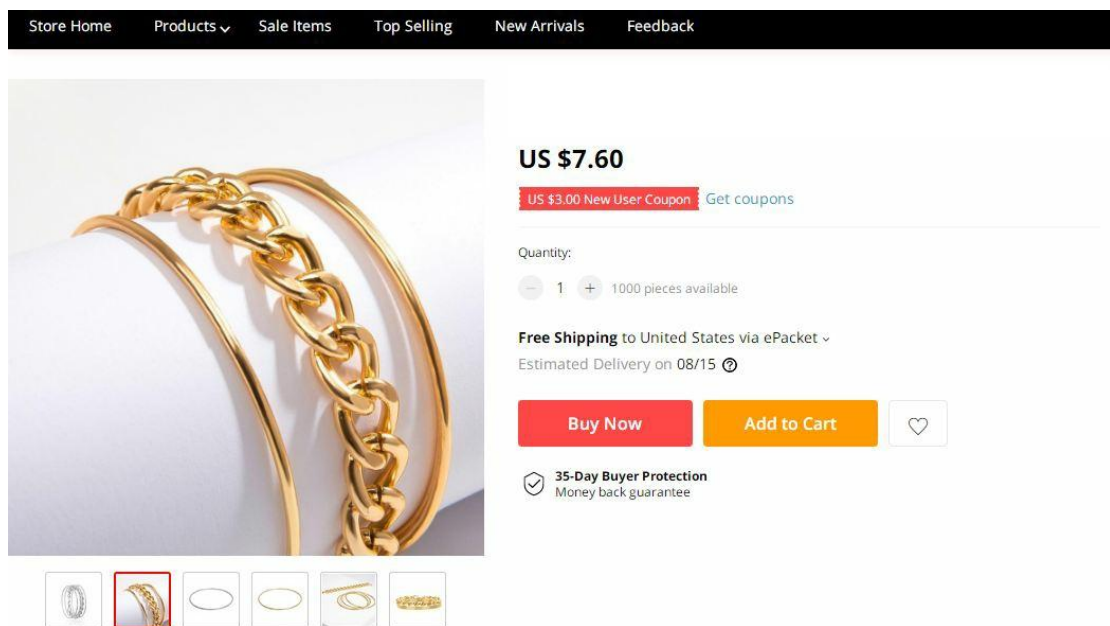 Store Home Products Sale Items Top Selling New Arrivals Feedback
US $7.60
US $3.00 New User Coupon Get coupons
Quantity:
1 1000 pieces available
Free Shipping to United States via ePacket
Estimated Delivery on 08/15
Buy Now Add to Cart
35-Day Buyer Protection
Money back guarantee